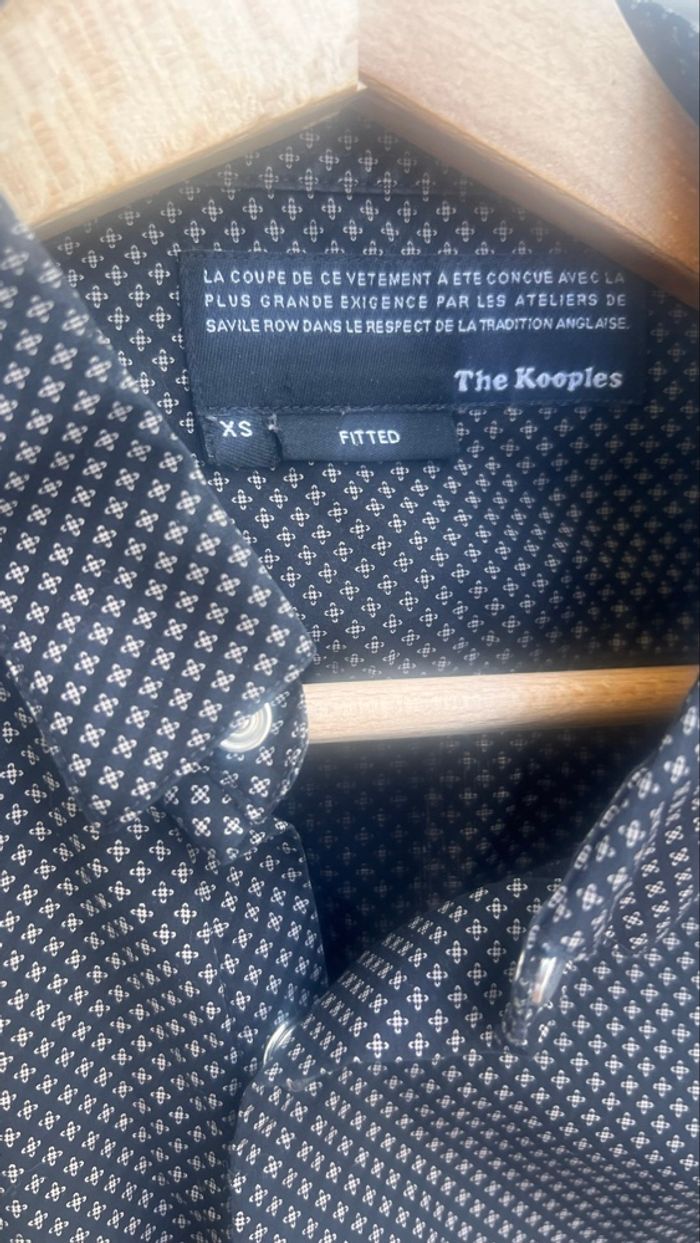 LA COUPE DE CE VETEMENT A ETE CONCUE AVEC LA
PLUS GRANDE EXIGENCE PAR LES ATELIERS DE
SAVILE ROW DANS LE RESPECT DE LA TRADITION ANGLAISE.
The Kooples
XS
FITTED